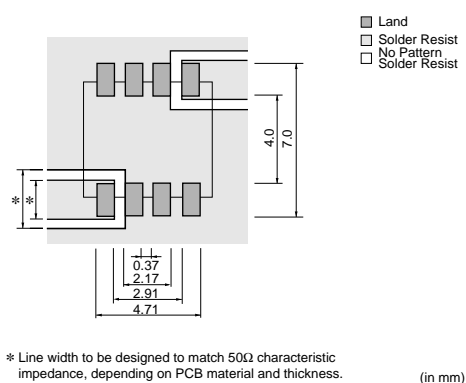 Land
Solder Resist
No Pattern
Solder Resist
4.0
7.0
*
*
0.37
2.17
2.91
4.71
* Line width to be designed to match 50Ω characteristic
impedance, depending on PCB material and thickness.
(in mm)